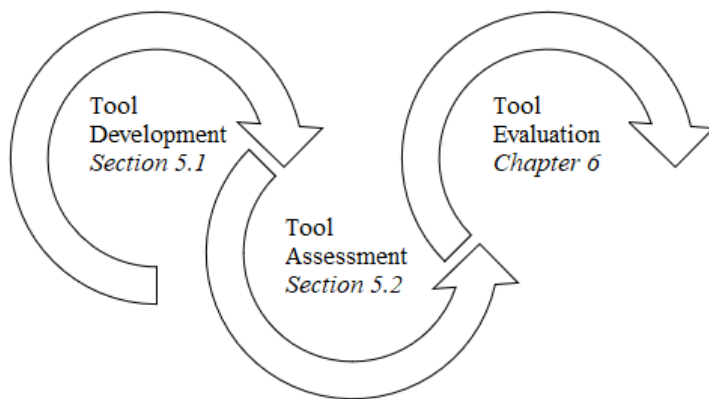 Tool
Development
Section 5.1
Tool
Assessment
Section 5.2
Tool
Evaluation
Chapter 6